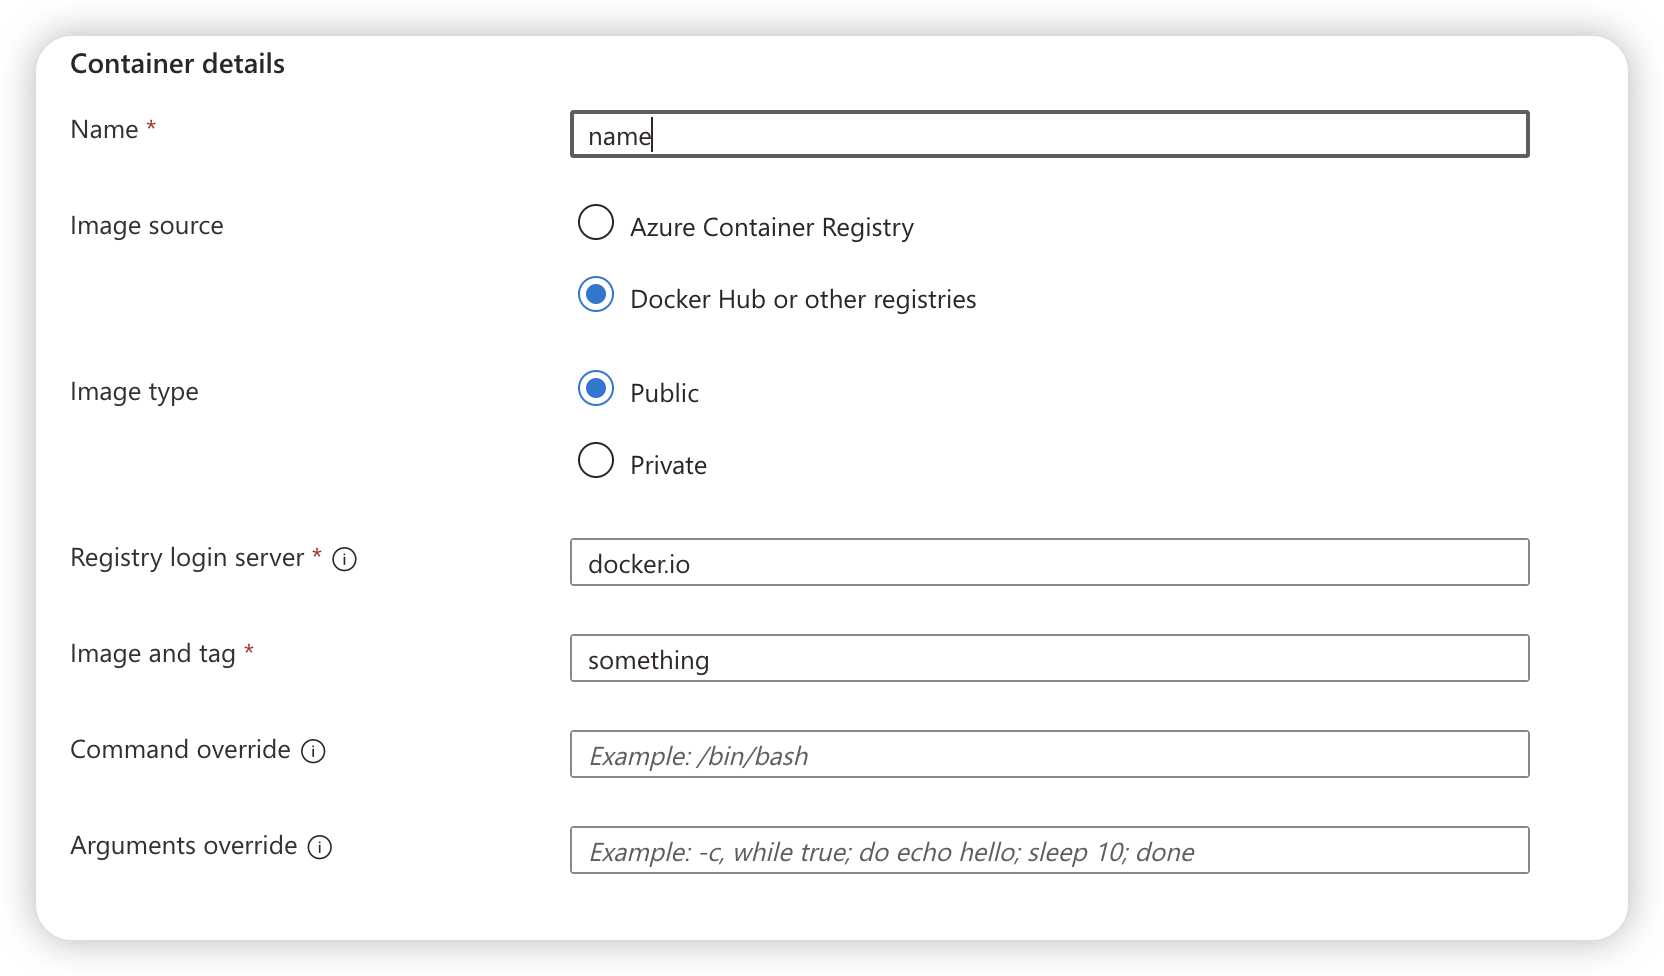 Container details
Name *
name
Image source
Azure Container Registry
Docker Hub or other registries
Image type
Public
Private
Registry login server *
docker.io
Image and tag *
something
Command override
Example: /bin/bash
Arguments override
Example: -c, while true; do echo hello; sleep 10; done